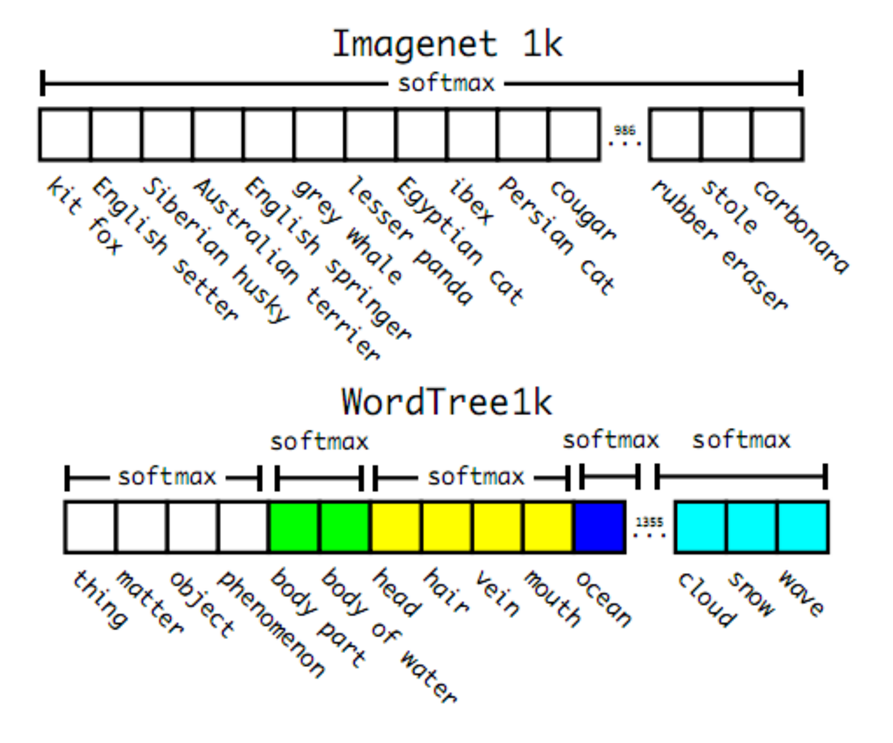 Imagenet 1k
softmax
986
...
kit fox
English setter
Siberian husky
Australian terrier
English springer
grey whale
lesser panda
Egyptian cat
ibex
Persian cat
cougar
rubber eraser
stole
carbonara
WordTree1k
softmax
softmax
softmax
softmax
softmax
1355
...
thing
matter
object
phenomenon
body part
body of water
head
hair
vein
mouth
ocean
cloud
snow
wave